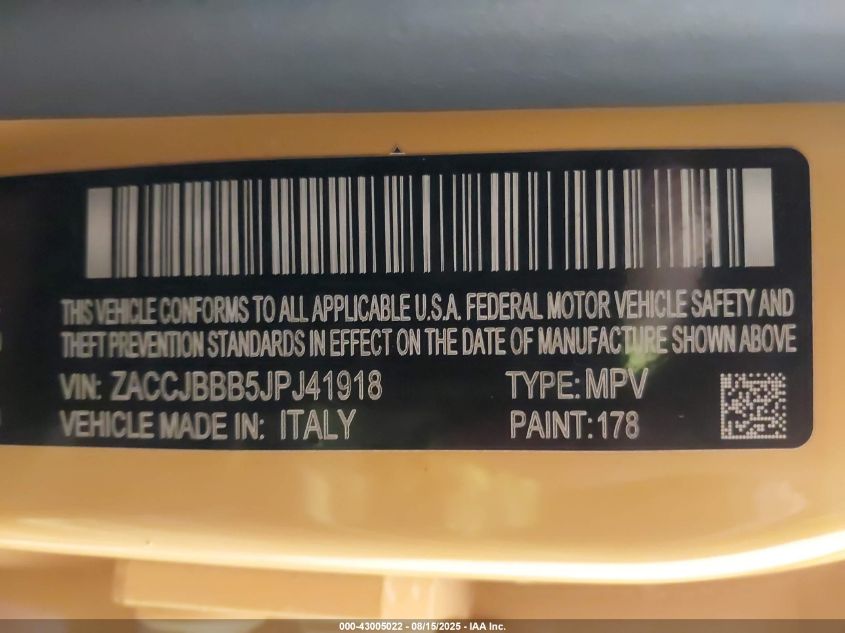 THIS VEHICLE CONFORMS TO ALL APPLICABLE U.S.A. FEDERAL MOTOR VEHICLE SAFETY AND
THEFT PREVENTION STANDARDS IN EFFECT ON THE DATE OF MANUFACTURE SHOWN ABOVE
VIN: ZACCJBBB5JPJ41918 TYPE: MPV
VEHICLE MADE IN: ITALY PAINT: 178
000-43005022 - 08/15/2025 - IAA Inc.